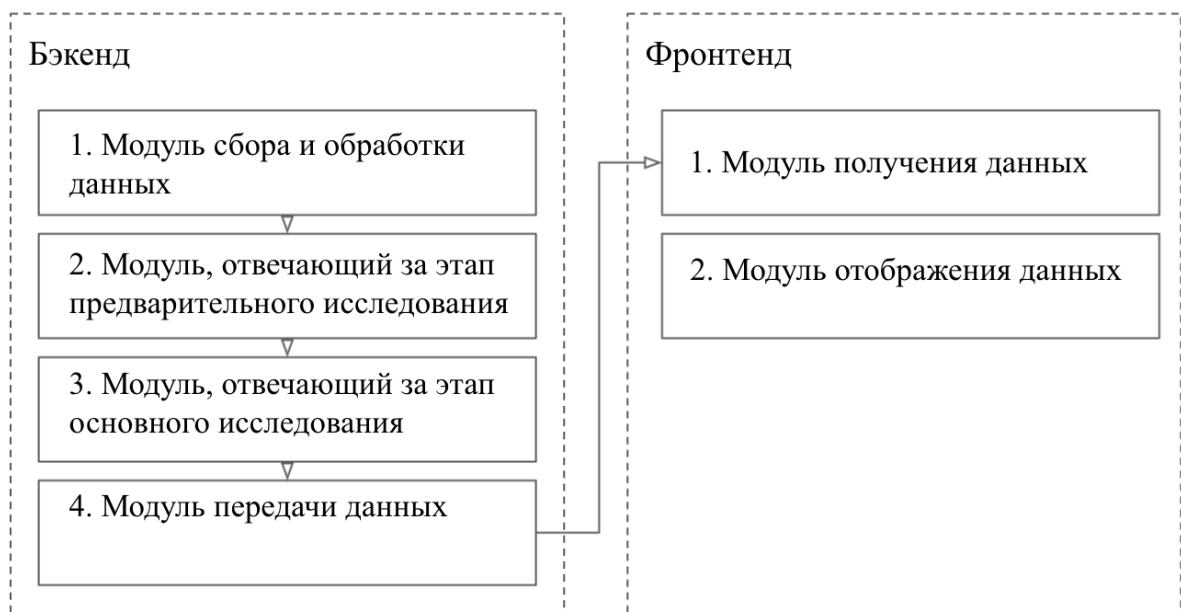 Бэкенд
1. Модуль сбора и обработки
данных
2. Модуль, отвечающий за этап
предварительного исследования
3. Модуль, отвечающий за этап
основного исследования
4. Модуль передачи данных
Фронтенд
1. Модуль получения данных
2. Модуль отображения данных